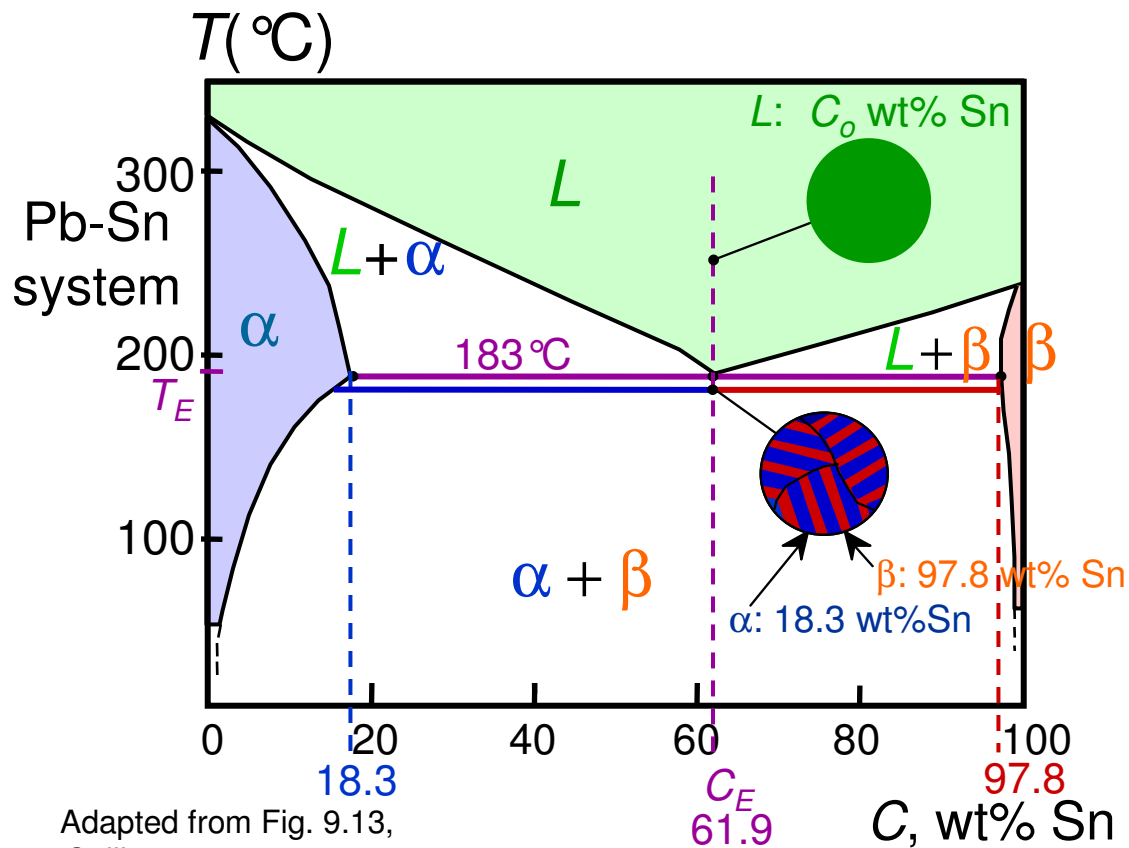 T(°C)
L: Co wt% Sn
L
300
Pb-Sn
system
L+α
α
200
183°C
L+β
β
TE
100
α + β
β: 97.8 wt% Sn
α: 18.3 wt%Sn
0
20
40
60
80
100
18.3
CE
61.9
97.8
C, wt% Sn
Adapted from Fig. 9.13,